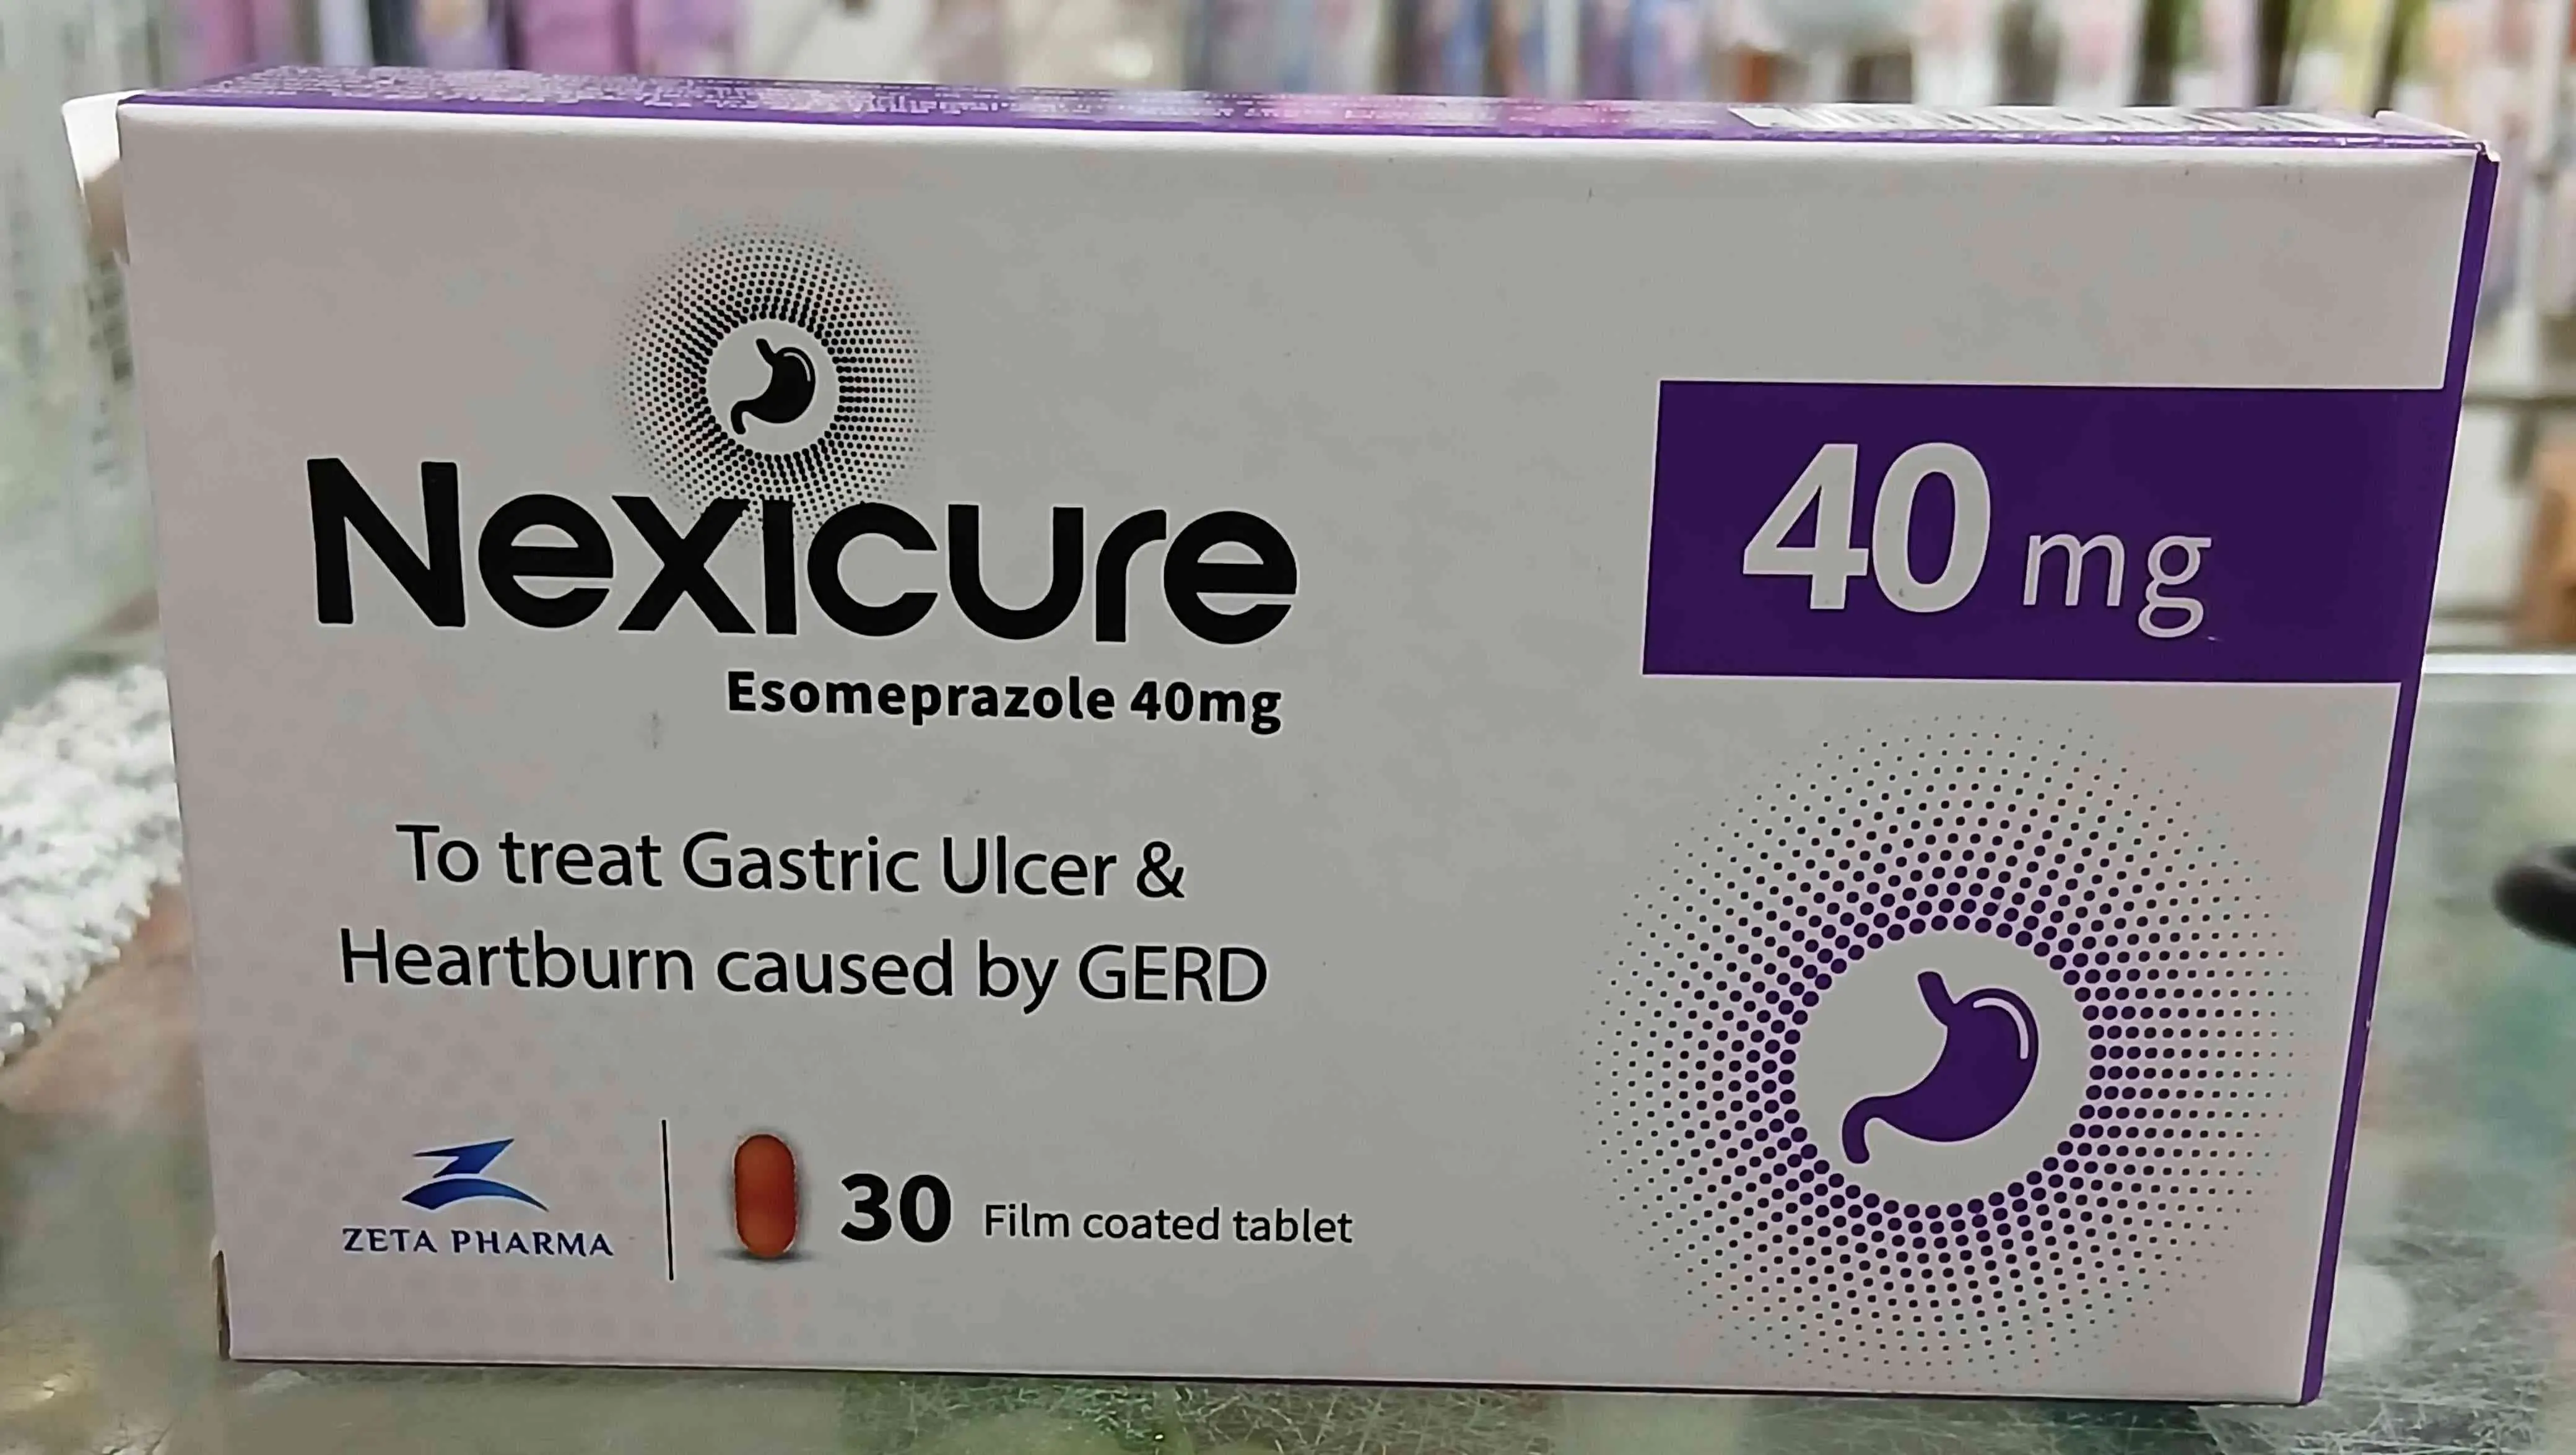 Nexicure
Esomeprazole 40mg
40 mg
To treat Gastric Ulcer &
Heartburn caused by GERD
ZETA PHARMA
30 Film coated tablet